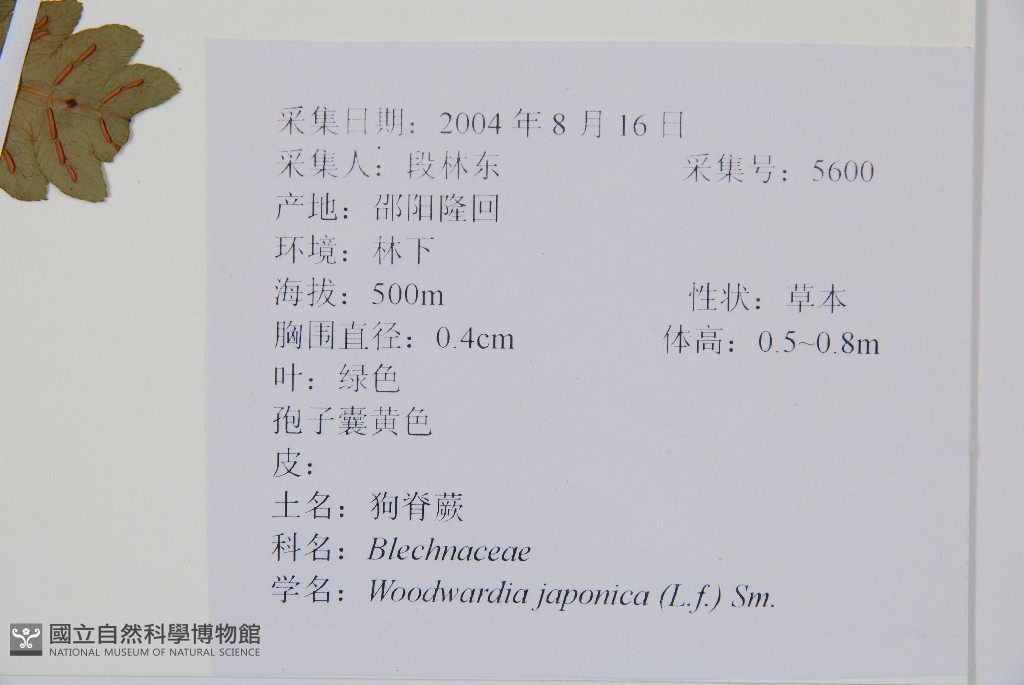 采集日期：2004 年 8 月 16 日
采集人：段林东 采集号：5600
产地：邵阳隆回
环境：林下
海拔：500m 性状：草本
胸围直径：0.4cm 体高：0.5~0.8m
叶：绿色
孢子囊黄色
皮：
土名：狗脊蕨
科名：Blechnaceae
学名：Woodwardia japonica (L.f.) Sm.
國立自然科學博物館
NATIONAL MUSEUM OF NATURAL SCIENCE